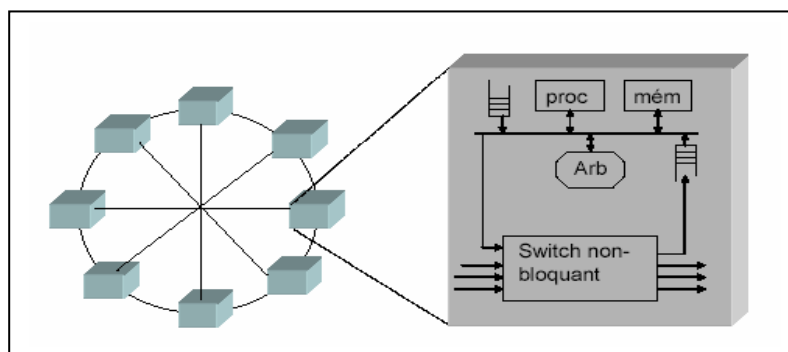 proc
mém
Arb
Switch non-
bloquant